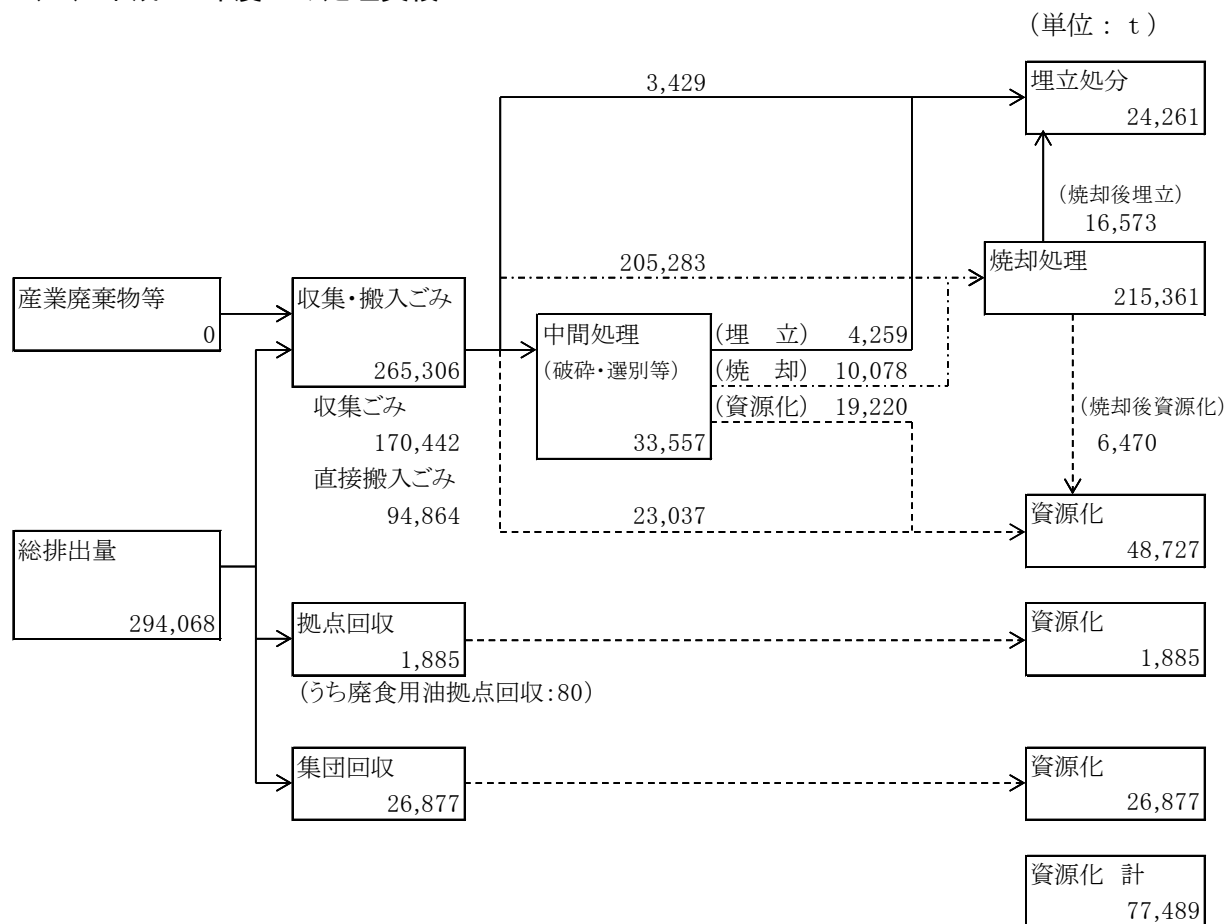 (単位: t)
埋立処分
24,261
3,429
(焼却後埋立)
16,573
焼却処理
215,361
205,283
産業廃棄物等
0
収集・搬入ごみ
265,306
収集ごみ
170,442
直接搬入ごみ
94,864
中間処理
(破砕・選別等)
33,557
(埋 立) 4,259
(焼 却) 10,078
(資源化) 19,220
(焼却後資源化)
6,470
23,037
資源化
48,727
総排出量
294,068
拠点回収
1,885
(うち廃食用油拠点回収:80)
資源化
1,885
集団回収
26,877
資源化
26,877
資源化 計
77,489